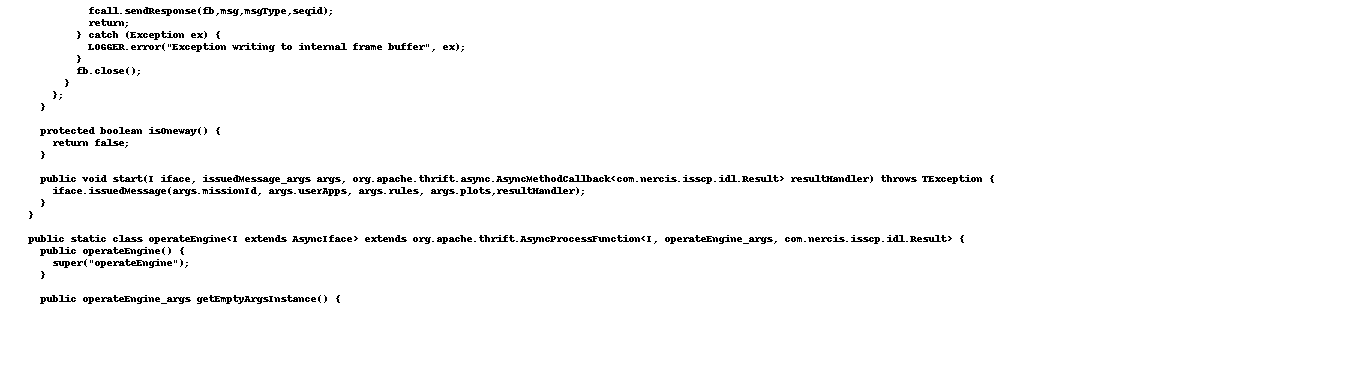 fcall.sendResponse(fb,msg,msgType,seqid);
return;
} catch (Exception ex) {
LOGGER.error("Exception writing to internal frame buffer", ex);
}
fb.close();
}
};
}
protected boolean isOneway() {
return false;
}
public void start(I iface, issuedMessage_args args, org.apache.thrift.async.AsyncMethodCallback<com.nercis.isscp.idl.Result> resultHandler) throws TException {
iface.issuedMessage(args.missionId, args.userApps, args.rules, args.plots,resultHandler);
}
}
public static class operateEngine<I extends AsyncIface> extends org.apache.thrift.AsyncProcessFunction<I, operateEngine_args, com.nercis.isscp.idl.Result> {
public operateEngine() {
super("operateEngine");
}
public operateEngine_args getEmptyArgsInstance() {